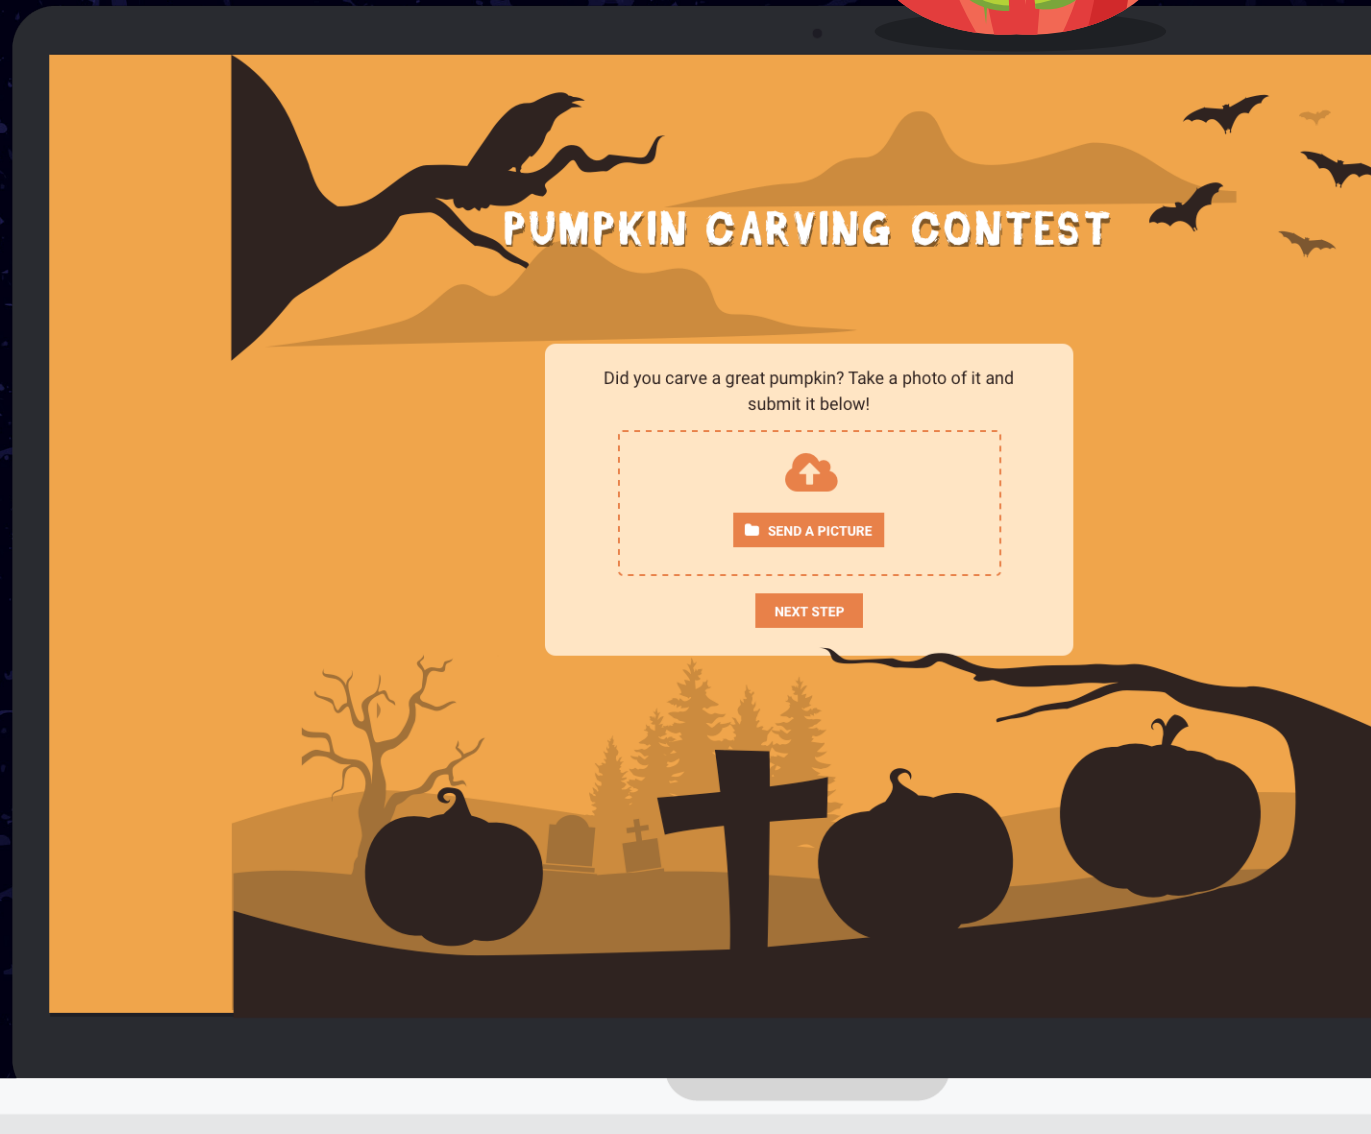 PUMPKIN CARVING CONTEST
Did you carve a great pumpkin? Take a photo of it and
submit it below!
SEND A PICTURE
NEXT STEP